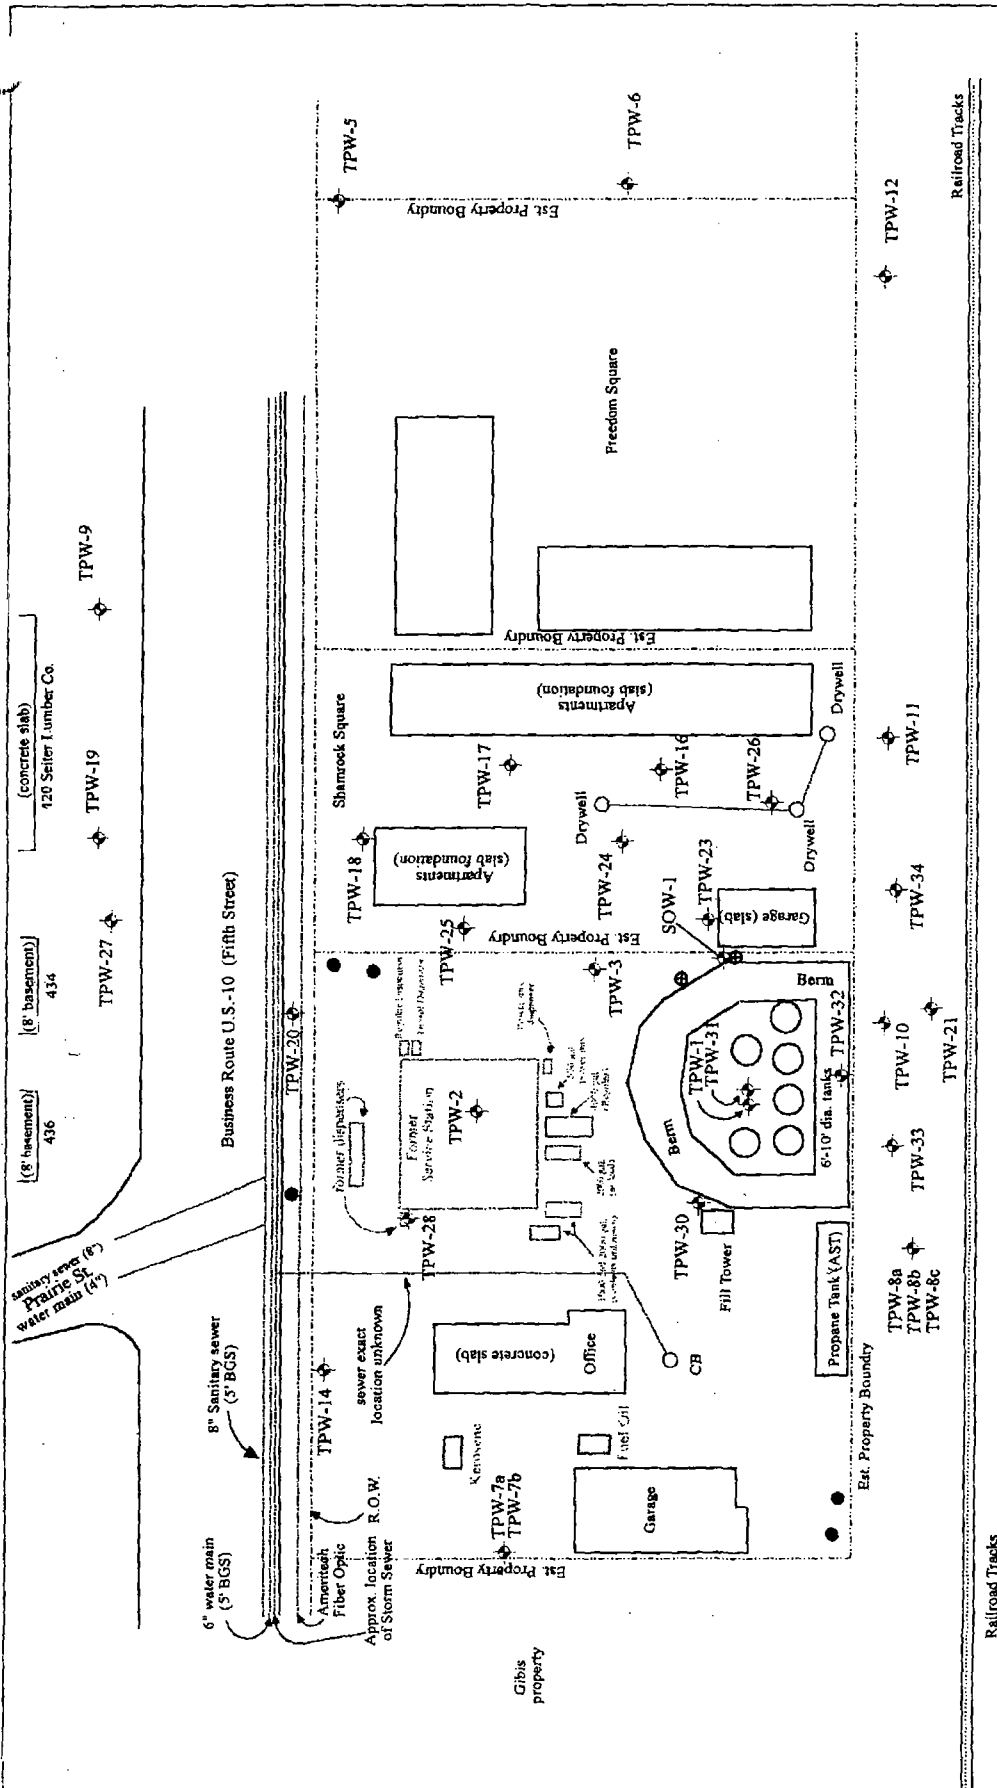 (concrete slab)
120 Seiter Lumber Co.
(8' basement)
434
(8' basement)
436
TPW-9
TPW-19
TPW-27
sanitary sewer (8")
Prairie St.
water main (4")
Business Route U.S.-10 (Fifth Street)
8" Sanitary sewer
(5' BGS)
6" water main
(5' BGS)
TPW-20
TPW-14
R.O.W.
Ameritech
Fiber Optic
Approx. location
of Storm Sewer
sewer exact
location unknown
TPW-5
TPW-6
Est. Property Boundry
TPW-12
Railroad Tracks
Freedom Square
Est. Property Boundry
Shamrock Square
Apartments
(slab foundation)
Apartments
(slab foundation)
TPW-18
TPW-17
TPW-16
TPW-26
Drywell
Drywell
Drywell
TPW-11
TPW-24
TPW-25
TPW-23
SOW-1
Garage (slab)
TPW-34
Est. Property Boundry
TPW-3
Former dispensers
Former
Service Station
TPW-2
TPW-28
Berm
Berm
TPW-1
TPW-31
TPW-32
6'-10' dia. tanks
TPW-10
TPW-21
TPW-33
TPW-30
Fill Tower
Propane Tank (AST)
TPW-8a
TPW-8b
TPW-8c
(concrete slab)
Office
CB
Kerosene
Fuel Oil
Garage
TPW-7a
TPW-7b
Est. Property Boundry
Est. Property Boundry
Gibis
property
Railroad Tracks